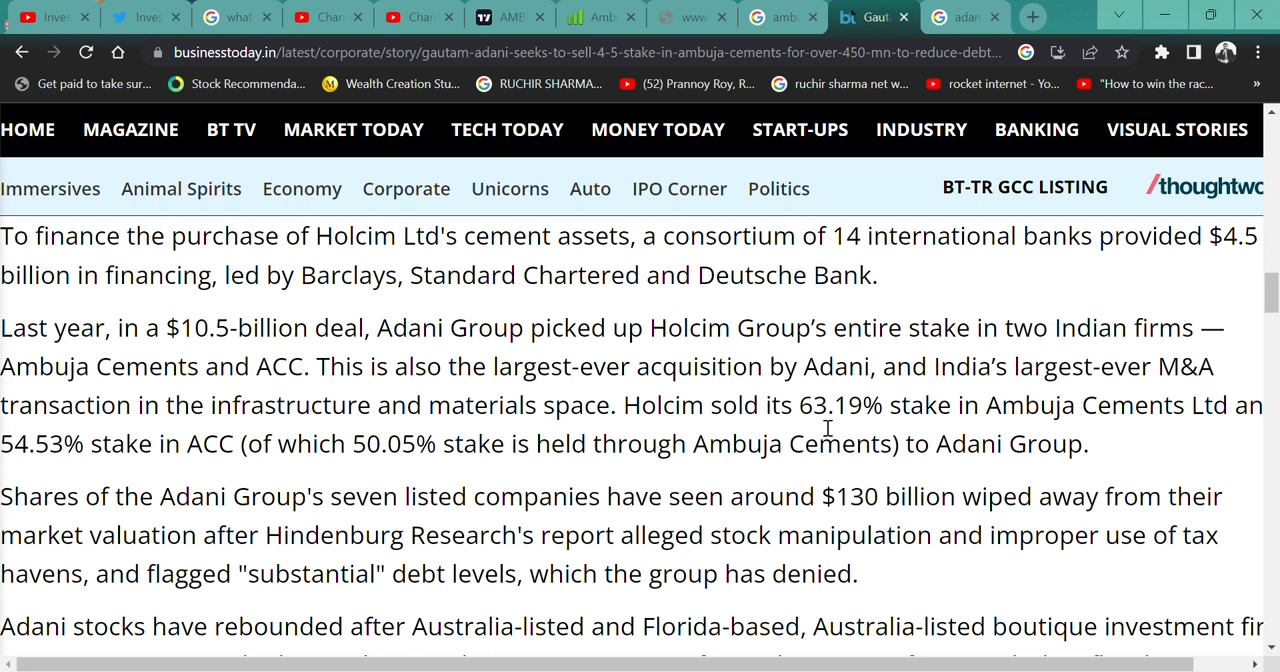 Inves
Inves
what
Chan
Chan
AMB
Amb
www
ambu
Gaut
adan
businesstoday.in/latest/corporate/story/gautam-adani-seeks-to-sell-4-5-stake-in-ambuja-cements-for-over-450-mn-to-reduce-debt...
Get paid to take sur...
Stock Recommenda...
Wealth Creation Stu...
RUCHIR SHARMA...
(52) Prannoy Roy, R...
ruchir sharma net w...
rocket internet - Yo...
"How to win the rac...
»
HOME MAGAZINE BT TV MARKET TODAY TECH TODAY MONEY TODAY START-UPS INDUSTRY BANKING VISUAL STORIES
Immersives Animal Spirits Economy Corporate Unicorns Auto IPO Corner Politics BT-TR GCC LISTING /thoughtwo
To finance the purchase of Holcim Ltd's cement assets, a consortium of 14 international banks provided $4.5
billion in financing, led by Barclays, Standard Chartered and Deutsche Bank.
Last year, in a $10.5-billion deal, Adani Group picked up Holcim Group’s entire stake in two Indian firms —
Ambuja Cements and ACC. This is also the largest-ever acquisition by Adani, and India’s largest-ever M&A
transaction in the infrastructure and materials space. Holcim sold its 63.19% stake in Ambuja Cements Ltd an
54.53% stake in ACC (of which 50.05% stake is held through Ambuja Cements) to Adani Group.
Shares of the Adani Group's seven listed companies have seen around $130 billion wiped away from their
market valuation after Hindenburg Research's report alleged stock manipulation and improper use of tax
havens, and flagged "substantial" debt levels, which the group has denied.
Adani stocks have rebounded after Australia-listed and Florida-based, Australia-listed boutique investment fir